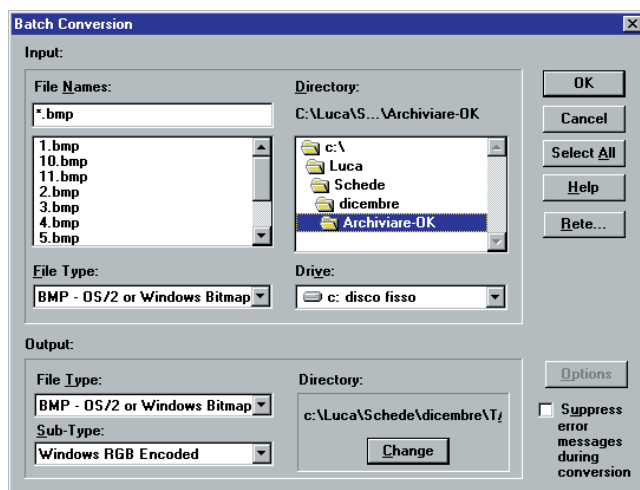 Batch Conversion
Input:
File Names:
*.bmp
1.bmp
10.bmp
11.bmp
2.bmp
3.bmp
4.bmp
5.bmp
File Type:
BMP - OS/2 or Windows Bitmap
Directory:
C:\Luca\S...\Archiviare-OK
c:\
Luca
Schede
dicembre
Archiviare-OK
Drive:
c: disco fisso
OK
Cancel
Select All
Help
Rete...
Output:
File Type:
BMP - OS/2 or Windows Bitmap
Sub-Type:
Windows RGB Encoded
Directory:
c:\Luca\Schede\dicembre\T
Change
Options
Suppress
error
messages
during
conversion